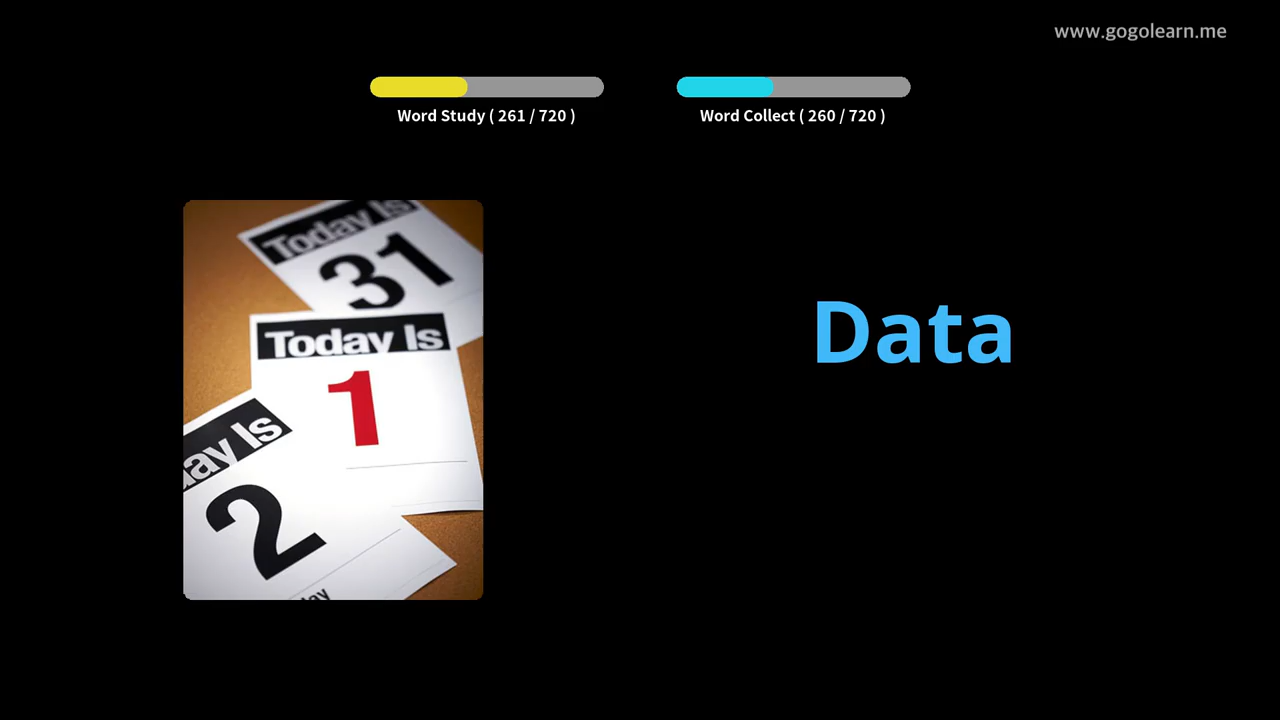 www.gogolearn.me
Word Study ( 261 / 720 )
Word Collect ( 260 / 720 )
Today Is
31
Today Is
1
ay Is
2
Data